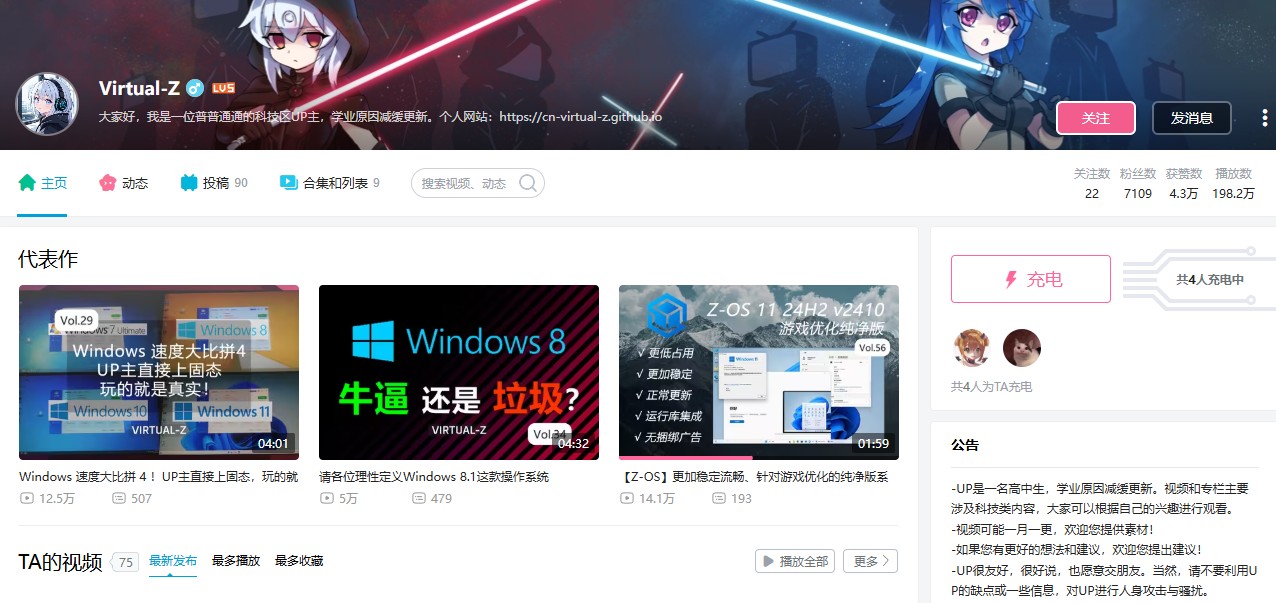 Virtual-Z LV5
大家好，我是一位普普通通的科技区UP主，学业原因减缓更新。个人网站：https://cn-virtual-z.github.io
关注 发消息
主页 动态 投稿 90 合集和列表 9 搜索视频、动态
关注数 粉丝数 获赞数 播放数
22 7109 4.3万 198.2万
代表作
Vol.29
Windows 7 Ultimate
Windows 8
Windows 速度大比拼4
UP主直接上固态
玩的就是真实！
Windows 10
Windows 11
VIRTUAL-Z
04:01
Windows 速度大比拼 4 ！UP主直接上固态，玩的就
12.5万 507
Windows 8
牛逼 还是 垃圾?
VIRTUAL-Z
Vol.34
04:32
请各位理性定义Windows 8.1这款操作系统
5万 479
Z-OS 11 24H2 v2410
游戏优化纯净版
Vol.56
√ 更低占用
√ 更加稳定
√ 正常更新
√ 运行库集成
√ 无捆绑广告
01:59
【Z-OS】更加稳定流畅、针对游戏优化的纯净版系
14.1万 193
TA的视频 75 最新发布 最多播放 最多收藏
播放全部 更多
充电
共4人充电中
共4人为TA充电
公告
-UP是一名高中生，学业原因减缓更新。视频和专栏主要
涉及科技类内容，大家可以根据自己的兴趣进行观看。
-视频可能一月一更，欢迎您提供素材！
-如果您有更好的想法和建议，欢迎您提出建议！
-UP很友好，很好说，也愿意交朋友。当然，请不要利用U
P的缺点或一些信息，对UP进行人身攻击与骚扰。